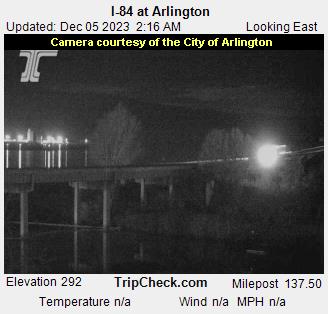 I-84 at Arlington
Updated: Dec 05 2023 2:16 AM Looking East
Camera courtesy of the City of Arlington
Elevation 292 TripCheck.com Milepost 137.50
Temperature n/a Wind n/a MPH n/a